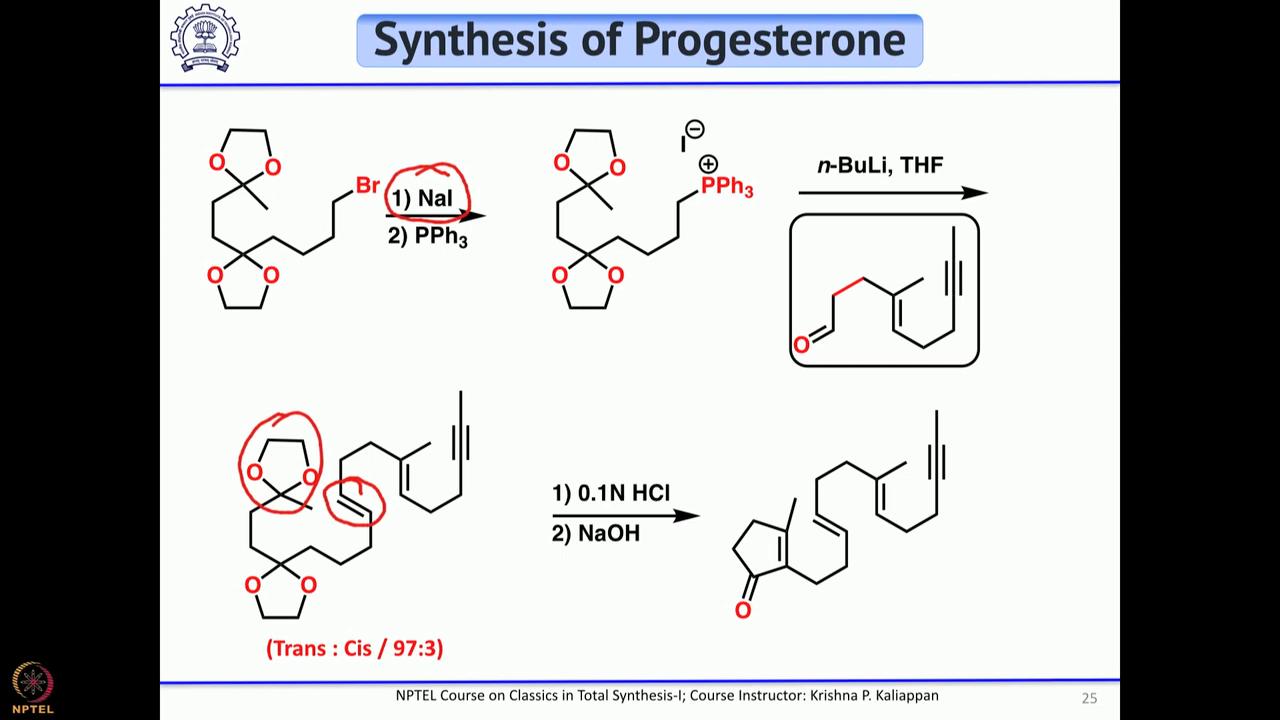 Synthesis of Progesterone
O
O
Br
O
O
1) NaI
2) PPh₃
O
O
I⊖
⊕
PPh₃
O
O
n-BuLi, THF
O
O
O
O
O
(Trans : Cis / 97:3)
1) 0.1N HCl
2) NaOH
O
NPTEL
NPTEL Course on Classics in Total Synthesis-I; Course Instructor: Krishna P. Kaliappan
25